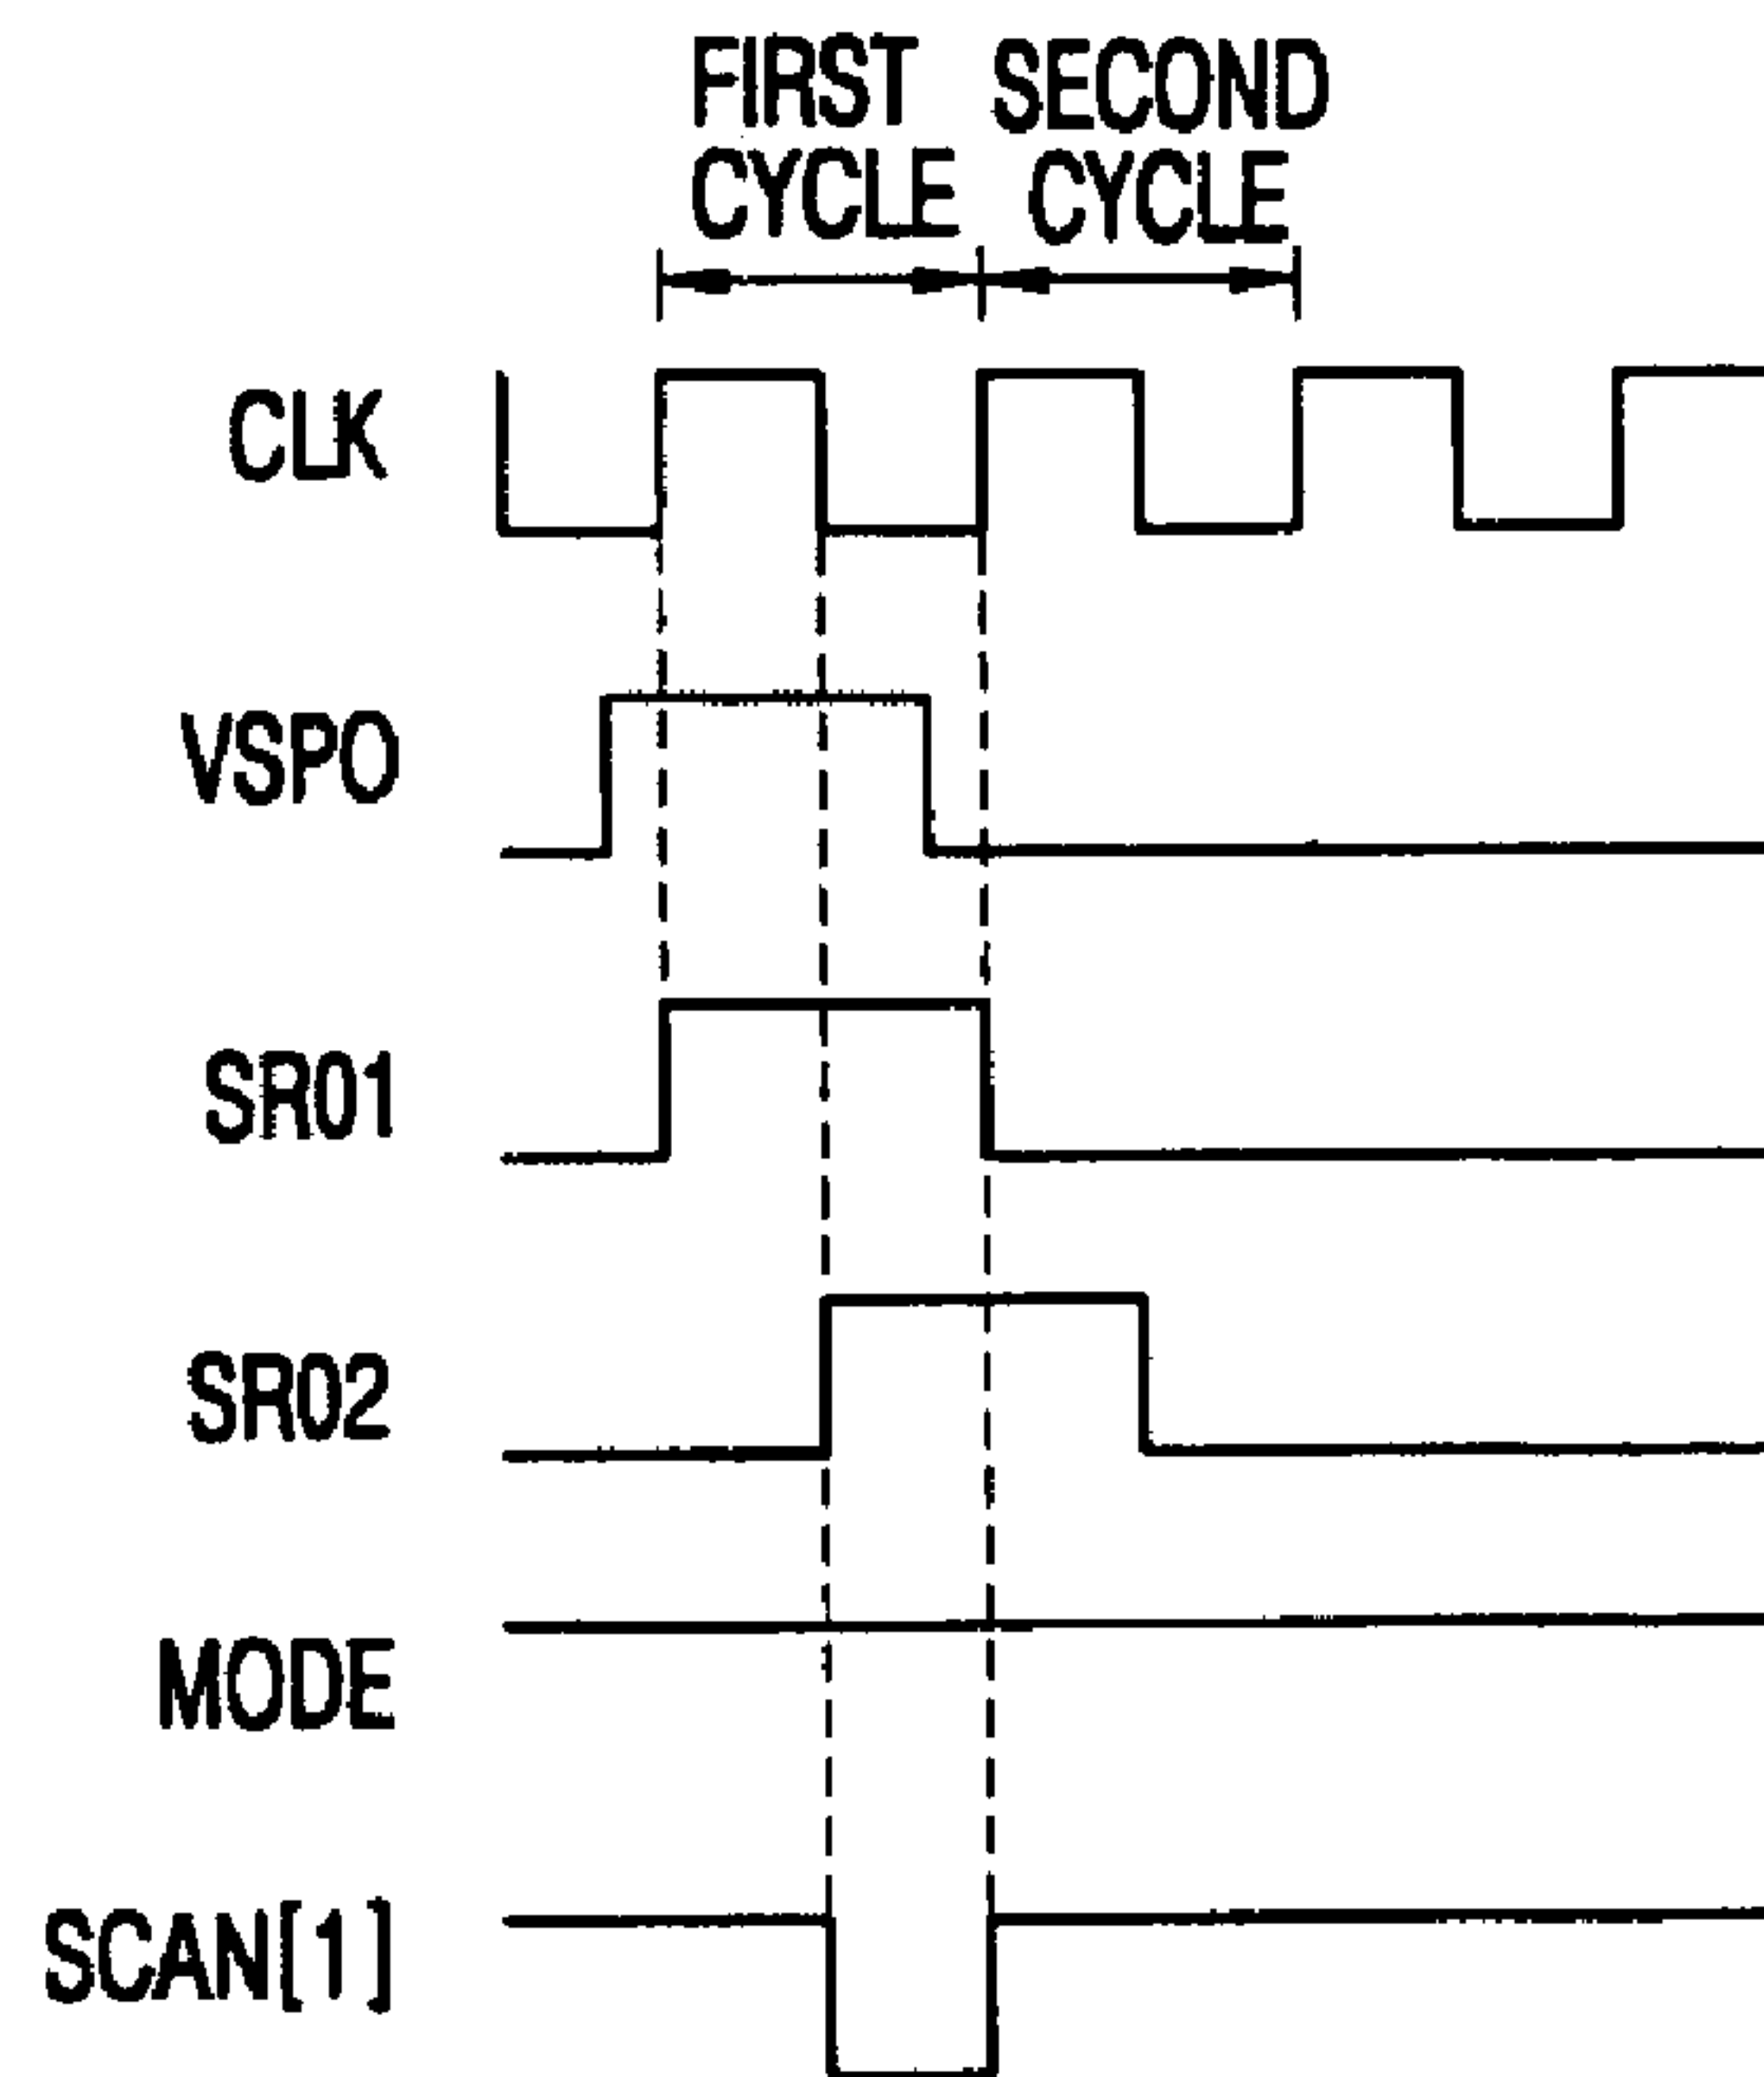 FIRST SECOND
CYCLE CYCLE
CLK
VSPO
SR01
SR02
MODE
SCAN[1]